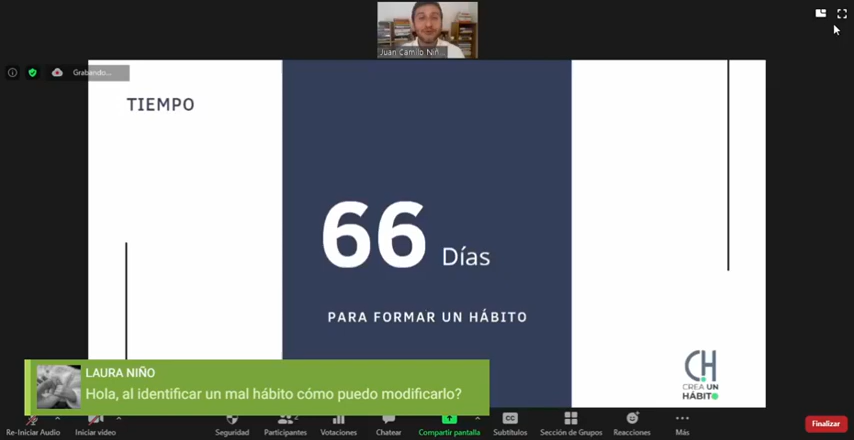 Juan Camilo Niñ...
Grabando...
TIEMPO
66 Días
PARA FORMAR UN HÁBITO
CH
CREA UN
HÁBITO
LAURA NIÑO
Hola, al identificar un mal hábito cómo puedo modificarlo?
Re-Iniciar Audio
Iniciar video
Seguridad
Participantes
2
Votaciones
Chatear
Compartir pantalla
CC
Subtítulos
Sección de Grupos
Reacciones
Más
Finalizar